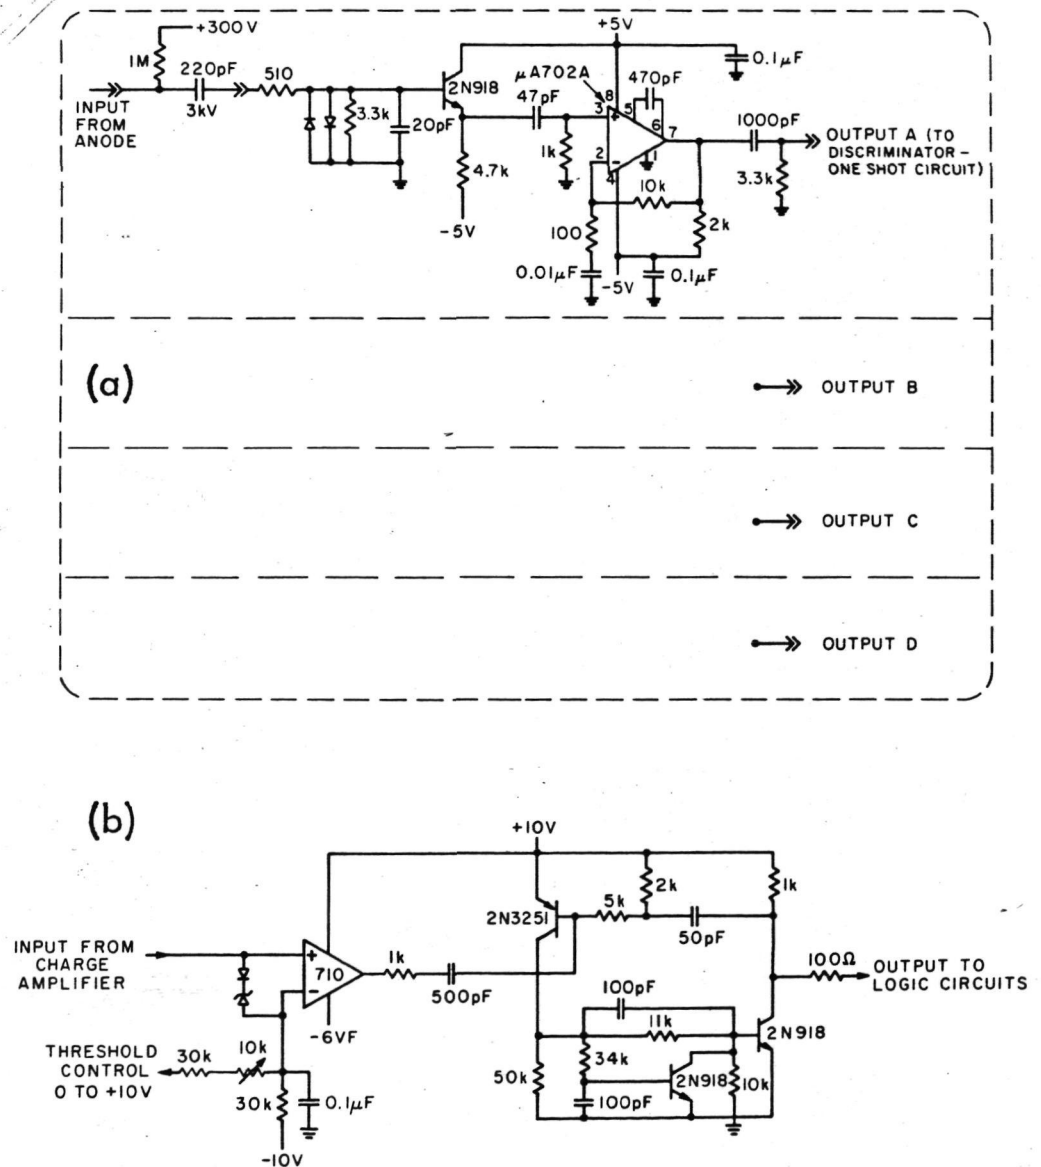 +300V
+5V
1M
220pF
510
2N918
μA702A
470pF
0.1μF
INPUT
FROM
ANODE
3kV
3.3k
20pF
47pF
3
8
5
6
7
1000pF
OUTPUT A (TO
DISCRIMINATOR –
ONE SHOT CIRCUIT)
+
1k
2
–
1
4
4.7k
10k
3.3k
-5V
100
2k
0.01μF
-5V
0.1μF
(a)
OUTPUT B
OUTPUT C
OUTPUT D
(b)
+10V
2k
1k
2N3251
5k
50pF
INPUT FROM
CHARGE
AMPLIFIER
+
710
–
1k
500pF
100Ω
OUTPUT TO
LOGIC CIRCUITS
-6VF
100pF
11k
2N918
THRESHOLD
CONTROL
0 TO +10V
30k
10k
34k
50k
2N918
10k
30k
0.1μF
100pF
-10V